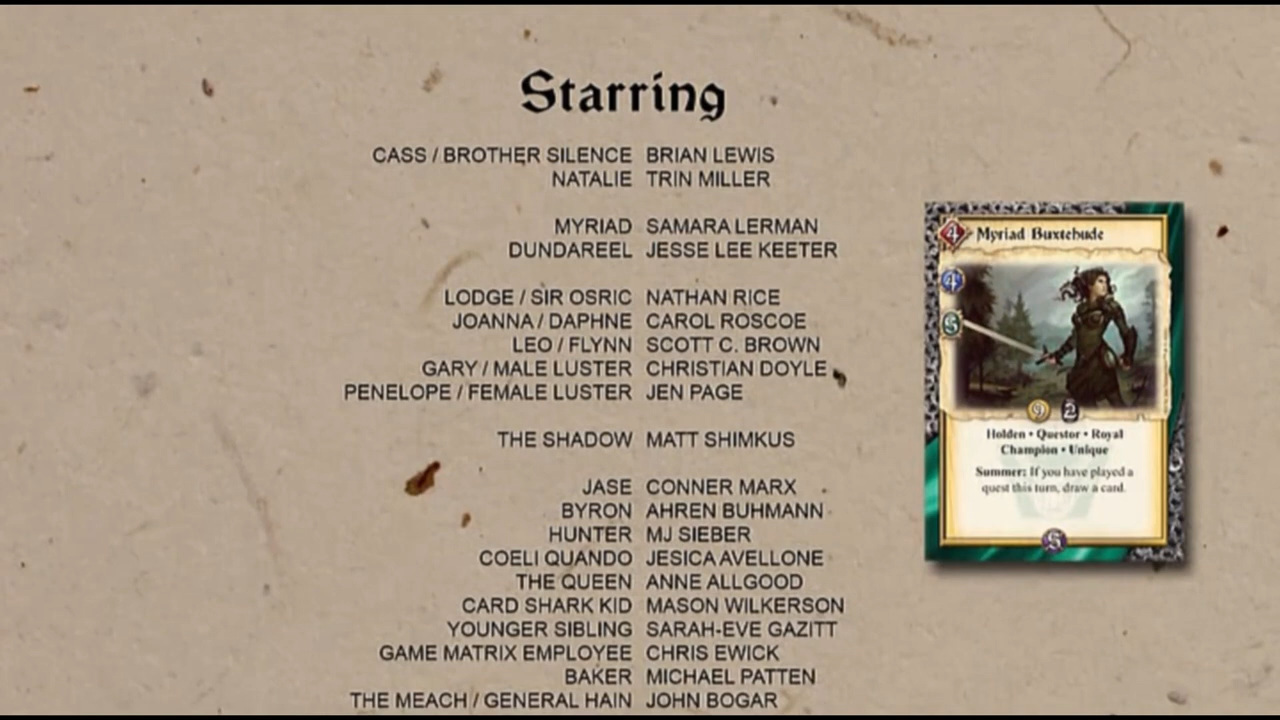 Starring
CASS / BROTHER SILENCE BRIAN LEWIS
NATALIE TRIN MILLER
MYRIAD SAMARA LERMAN
DUNDAREEL JESSE LEE KEETER
LODGE / SIR OSRIC NATHAN RICE
JOANNA / DAPHNE CAROL ROSCOE
LEO / FLYNN SCOTT C. BROWN
GARY / MALE LUSTER CHRISTIAN DOYLE
PENELOPE / FEMALE LUSTER JEN PAGE
THE SHADOW MATT SHIMKUS
JASE CONNER MARX
BYRON AHREN BUHMANN
HUNTER MJ SIEBER
COELI QUANDO JESICA AVELLONE
THE QUEEN ANNE ALLGOOD
CARD SHARK KID MASON WILKERSON
YOUNGER SIBLING SARAH-EVE GAZITT
GAME MATRIX EMPLOYEE CHRIS EWICK
BAKER MICHAEL PATTEN
THE MEACH / GENERAL HAIN JOHN BOGAR
4 Myriad Buxtehude
4
5
9 2
Holden • Questor • Royal
Champion • Unique
Summer: If you have played a
quest this turn, draw a card.
5